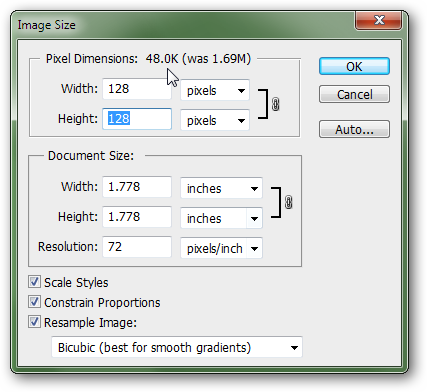 Image Size
Pixel Dimensions: 48.0K (was 1.69M)
Width: 128 pixels
Height: 128 pixels
OK
Cancel
Auto...
Document Size:
Width: 1.778 inches
Height: 1.778 inches
Resolution: 72 pixels/inch
Scale Styles
Constrain Proportions
Resample Image:
Bicubic (best for smooth gradients)